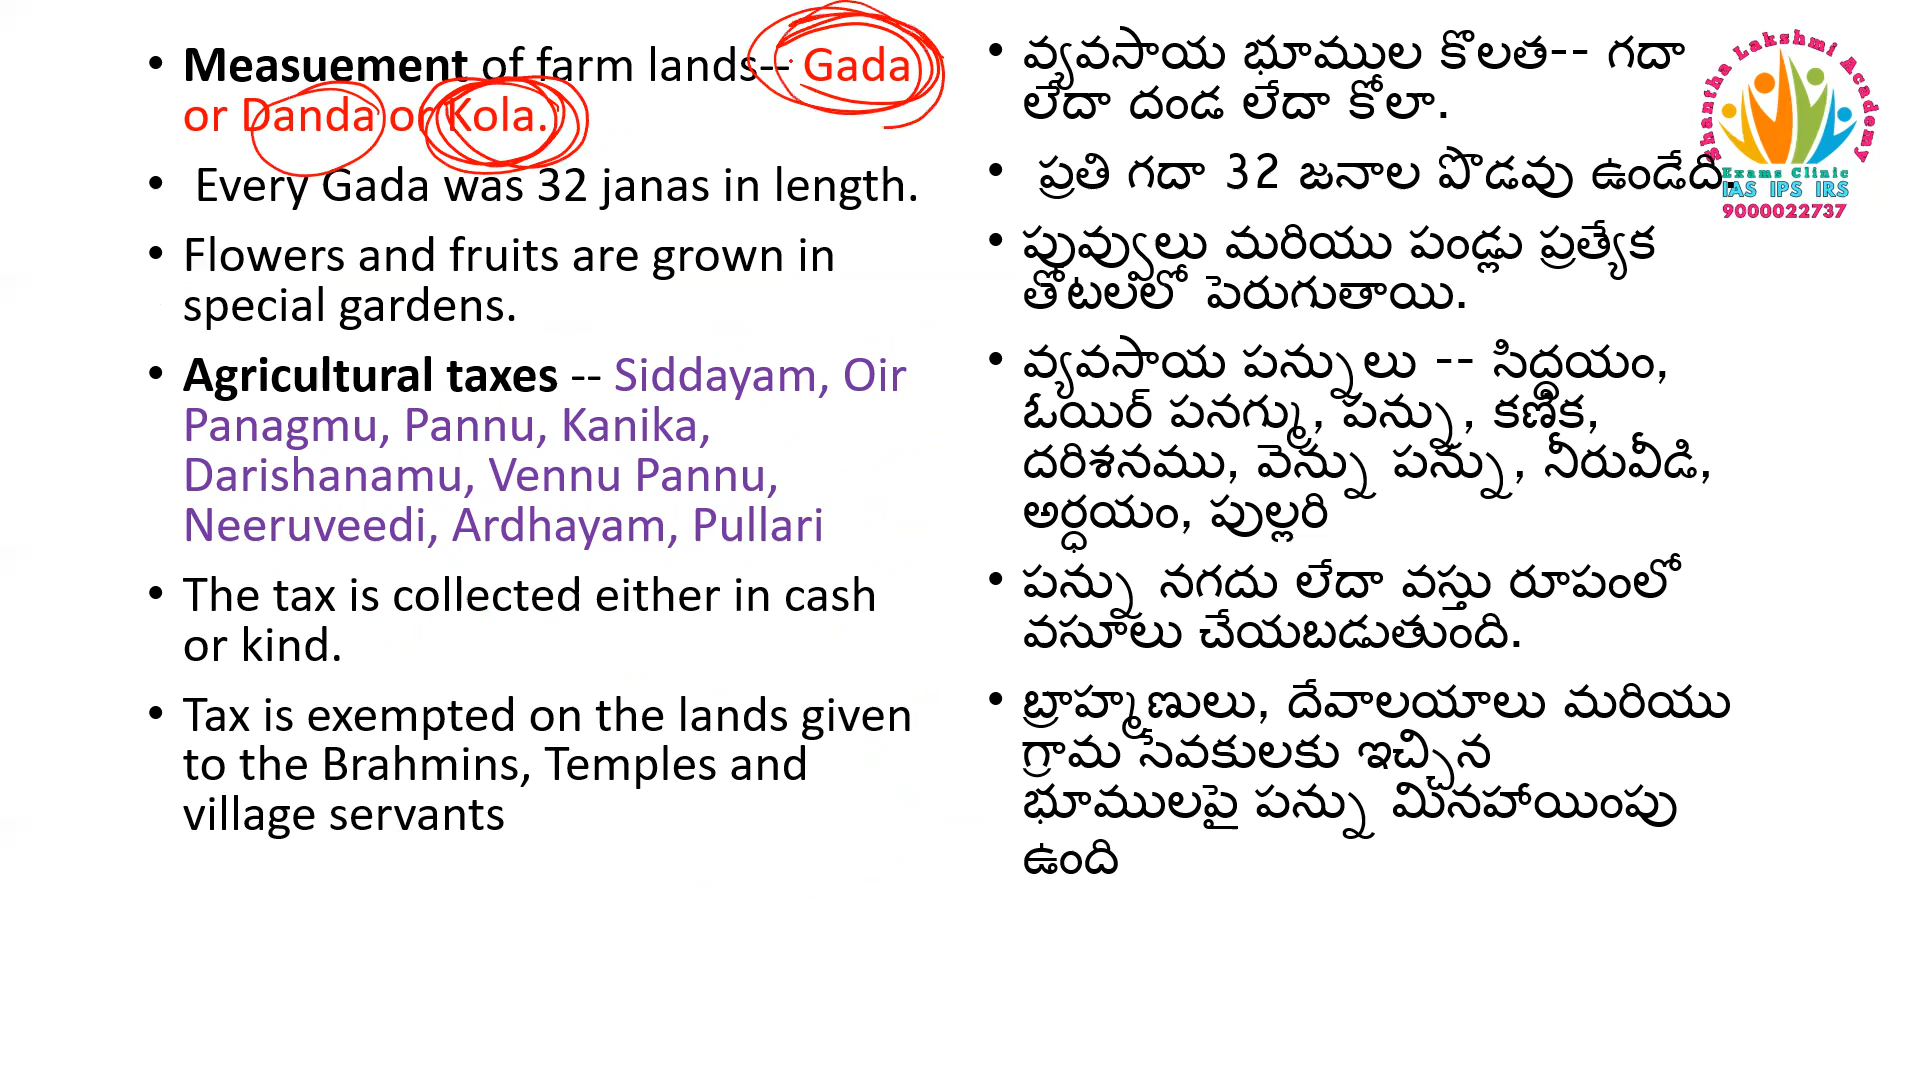 • Measuement of farm lands-- Gada
or Danda or Kola.
• Every Gada was 32 janas in length.
• Flowers and fruits are grown in
special gardens.
• Agricultural taxes -- Siddayam, Oir
Panagmu, Pannu, Kanika,
Darishanamu, Vennu Pannu,
Neeruveedi, Ardhayam, Pullari
• The tax is collected either in cash
or kind.
• Tax is exempted on the lands given
to the Brahmins, Temples and
village servants
• వ్యవసాయ భూముల కొలత-- గదా
లేదా దండ లేదా కోలా.
• ప్రతి గదా 32 జనాల పొడవు ఉండేది.
• పువ్వులు మరియు పండ్లు ప్రత్యేక
తోటలలో పెరుగుతాయి.
• వ్యవసాయ పన్నులు -- సిద్ధయం,
ఓయిర్ పనగ్ము, పన్ను, కణిక,
దరిశనము, వెన్ను పన్ను, నీరువీడి,
అర్ధయం, పుల్లరి
• పన్ను నగదు లేదా వస్తు రూపంలో
వసూలు చేయబడుతుంది.
• బ్రాహ్మణులు, దేవాలయాలు మరియు
గ్రామ సేవకులకు ఇచ్చిన
భూములపై పన్ను మినహాయింపు
ఉంది
Shantha Lakshmi Academy
Exams Clinic
IAS IPS IRS
9000022737